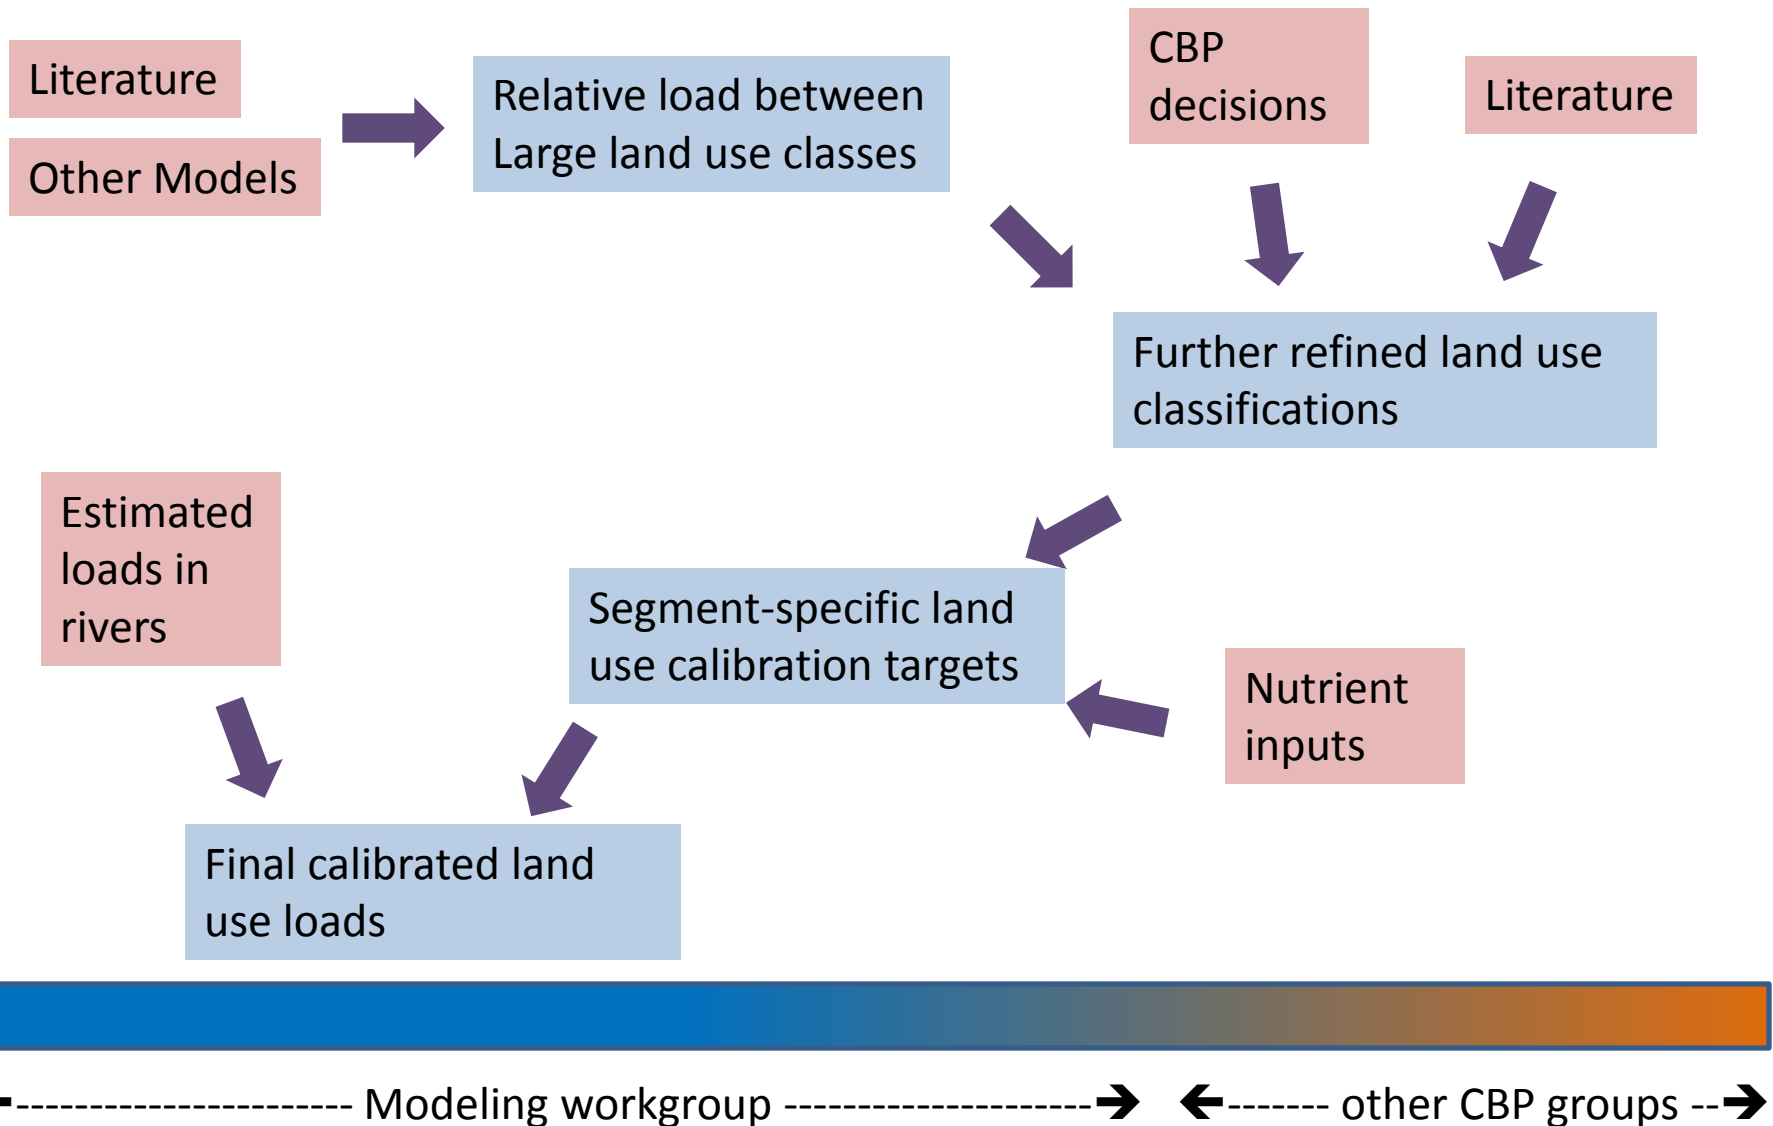 Literature
Other Models
Relative load between
Large land use classes
CBP
decisions
Literature
Further refined land use
classifications
Estimated
loads in
rivers
Segment-specific land
use calibration targets
Nutrient
inputs
Final calibrated land
use loads
----------------------- Modeling workgroup ---------------------🡪 🡨------- other CBP groups --🡪